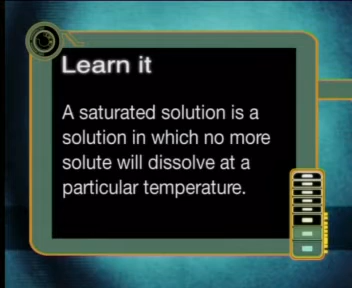 Learn it
A saturated solution is a
solution in which no more
solute will dissolve at a
particular temperature.